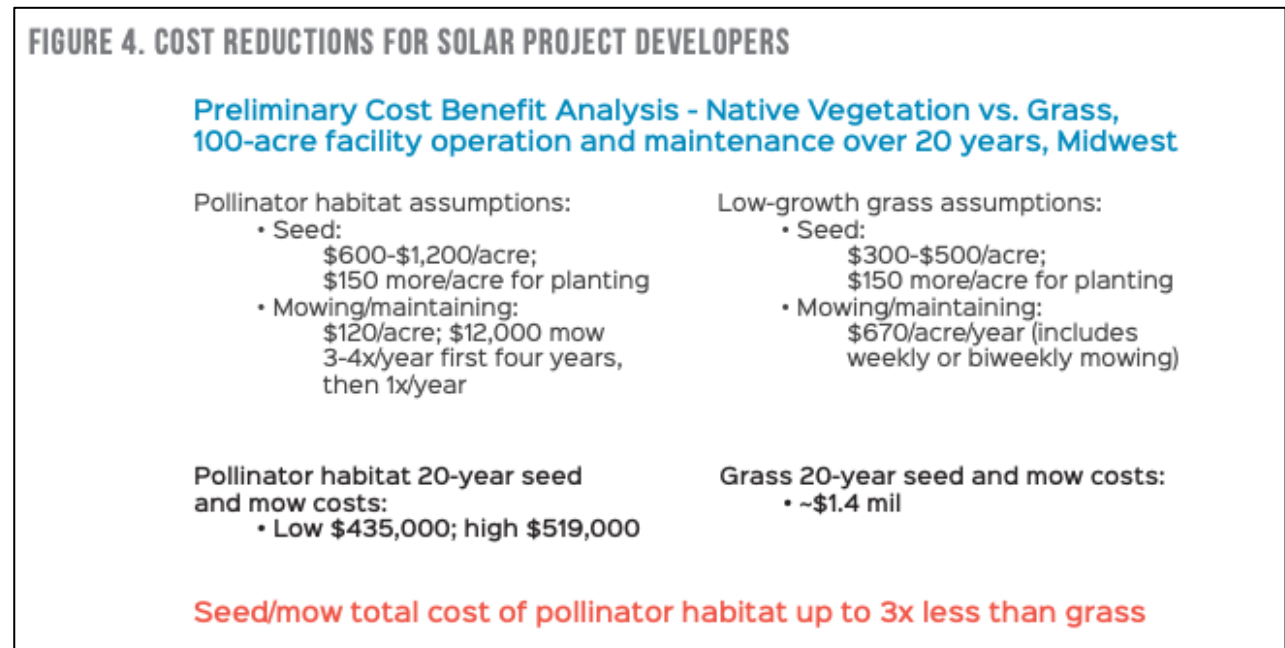 FIGURE 4. COST REDUCTIONS FOR SOLAR PROJECT DEVELOPERS
Preliminary Cost Benefit Analysis - Native Vegetation vs. Grass,
100-acre facility operation and maintenance over 20 years, Midwest
Pollinator habitat assumptions:
• Seed:
$600-$1,200/acre;
$150 more/acre for planting
• Mowing/maintaining:
$120/acre; $12,000 mow
3-4x/year first four years,
then 1x/year
Low-growth grass assumptions:
• Seed:
$300-$500/acre;
$150 more/acre for planting
• Mowing/maintaining:
$670/acre/year (includes
weekly or biweekly mowing)
Pollinator habitat 20-year seed
and mow costs:
• Low $435,000; high $519,000
Grass 20-year seed and mow costs:
• ~$1.4 mil
Seed/mow total cost of pollinator habitat up to 3x less than grass